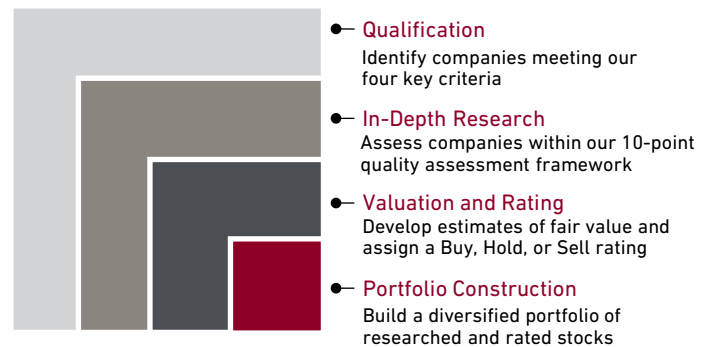 Qualification
Identify companies meeting our
four key criteria
In-Depth Research
Assess companies within our 10-point
quality assessment framework
Valuation and Rating
Develop estimates of fair value and
assign a Buy, Hold, or Sell rating
Portfolio Construction
Build a diversified portfolio of
researched and rated stocks